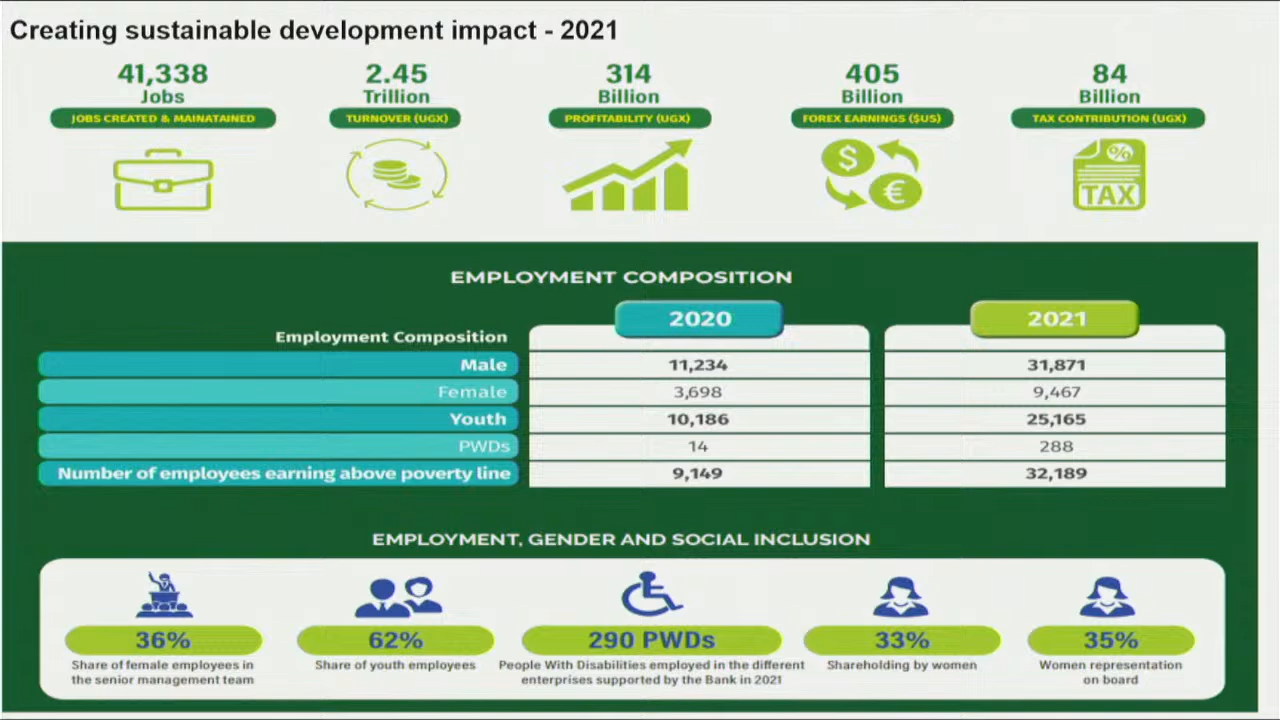 Creating sustainable development impact - 2021
41,338
Jobs
JOBS CREATED & MAINATAINED
2.45
Trillion
TURNOVER (UGX)
314
Billion
PROFITABILITY (UGX)
405
Billion
FOREX EARNINGS ($US)
84
Billion
TAX CONTRIBUTION (UGX)
$
€
%
TAX
EMPLOYMENT COMPOSITION
Employment Composition 2020 2021
Male 11,234 31,871
Female 3,698 9,467
Youth 10,186 25,165
PWDs 14 288
Number of employees earning above poverty line 9,149 32,189
EMPLOYMENT, GENDER AND SOCIAL INCLUSION
36%
Share of female employees in
the senior management team
62%
Share of youth employees
290 PWDs
People With Disabilities employed in the different
enterprises supported by the Bank in 2021
33%
Shareholding by women
35%
Women representation
on board